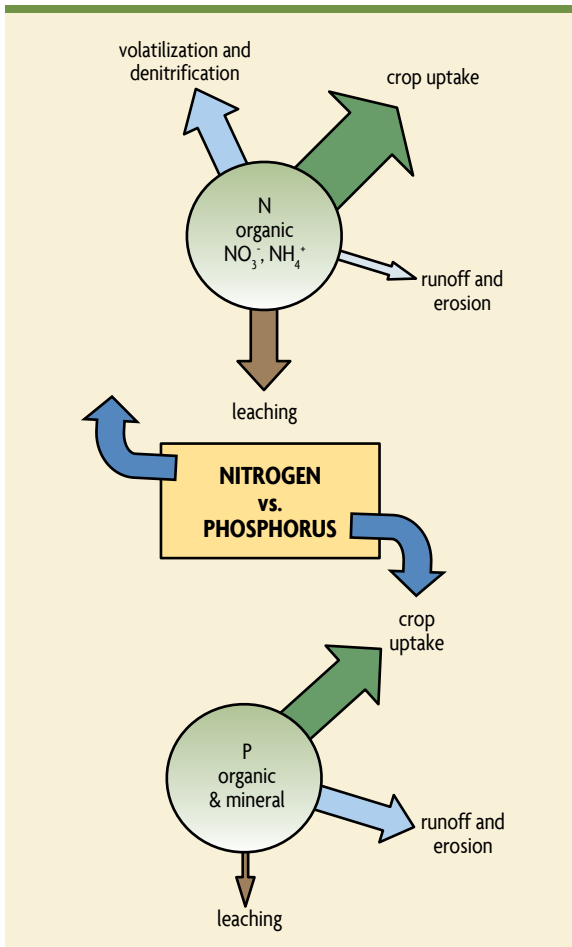 volatilization and
denitrification
crop uptake
N
organic
NO₃⁻, NH₄⁺
runoff and
erosion
leaching
NITROGEN
vs.
PHOSPHORUS
crop
uptake
P
organic
& mineral
runoff and
erosion
leaching